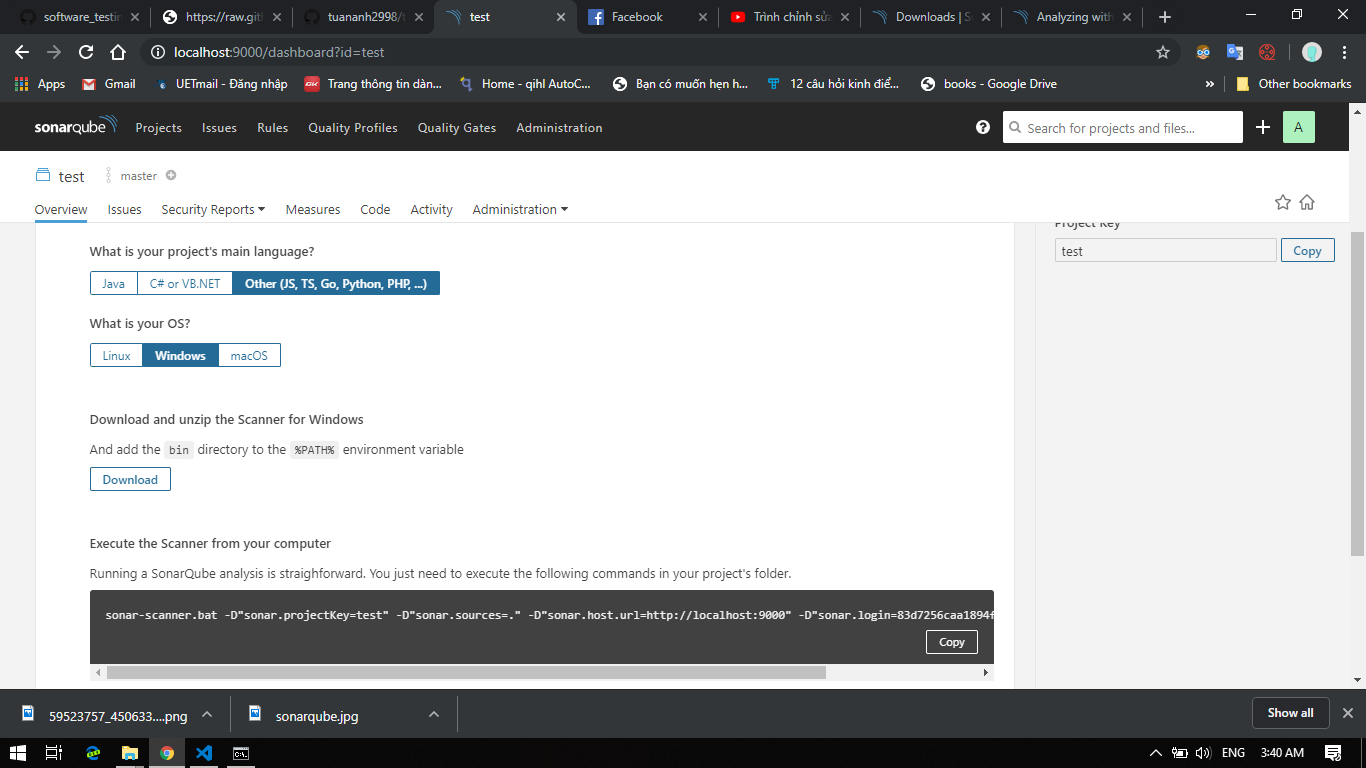 software_testin
https://raw.git
tuananh2998/t
test
Facebook
Trình chỉnh sửa
Downloads | S
Analyzing with
localhost:9000/dashboard?id=test
Apps
Gmail
UETmail - Đăng nhập
Trang thông tin dàn...
Home - qihl AutoC...
Bạn có muốn hẹn h...
12 câu hỏi kinh điể...
books - Google Drive
»
Other bookmarks
sonarqube
Projects
Issues
Rules
Quality Profiles
Quality Gates
Administration
Search for projects and files...
A
test
master
Overview
Issues
Security Reports
Measures
Code
Activity
Administration
Project Key
What is your project's main language?
test
Copy
Java
C# or VB.NET
Other (JS, TS, Go, Python, PHP, ...)
What is your OS?
Linux
Windows
macOS
Download and unzip the Scanner for Windows
And add the bin directory to the %PATH% environment variable
Download
Execute the Scanner from your computer
Running a SonarQube analysis is straighforward. You just need to execute the following commands in your project's folder.
sonar-scanner.bat -D"sonar.projectKey=test" -D"sonar.sources=." -D"sonar.host.url=http://localhost:9000" -D"sonar.login=83d7256caa1894f
Copy
59523757_450633....png
sonarqube.jpg
Show all
ENG
3:40 AM